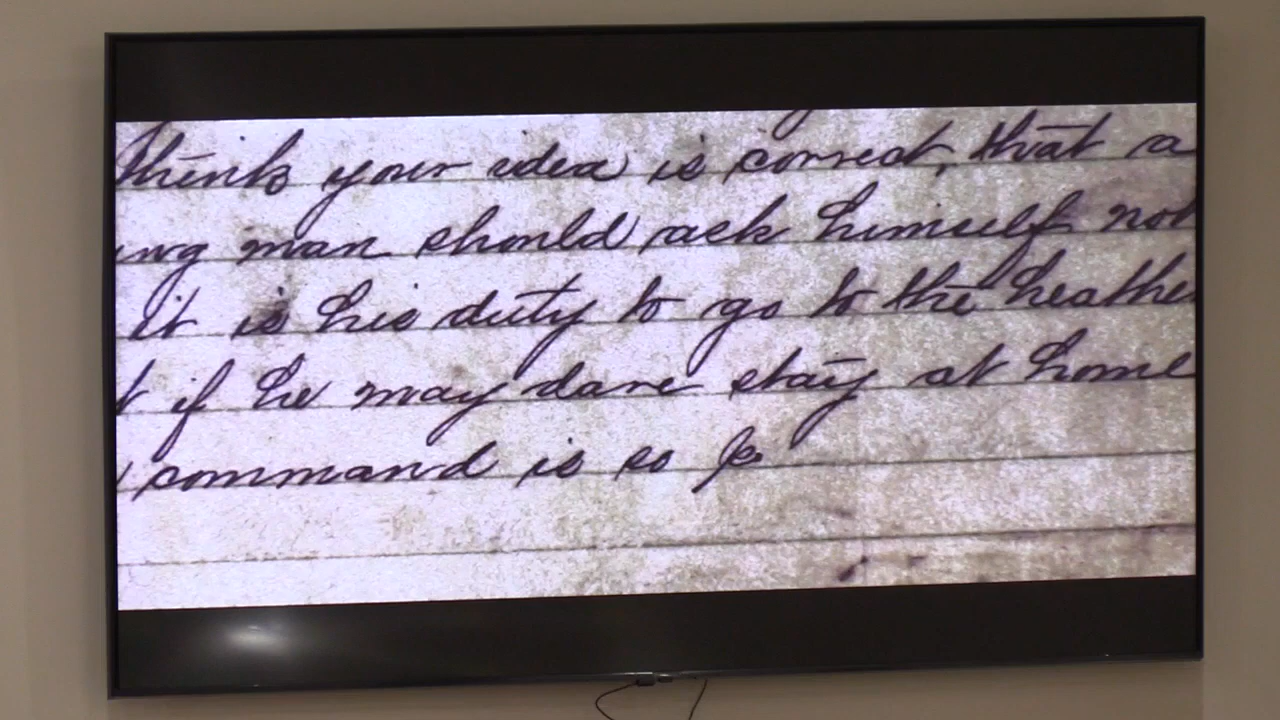 think your idea is correct, that a
ung man should ask himself not
it is his duty to go to the heathen
t if he may dare stay at home
command is so